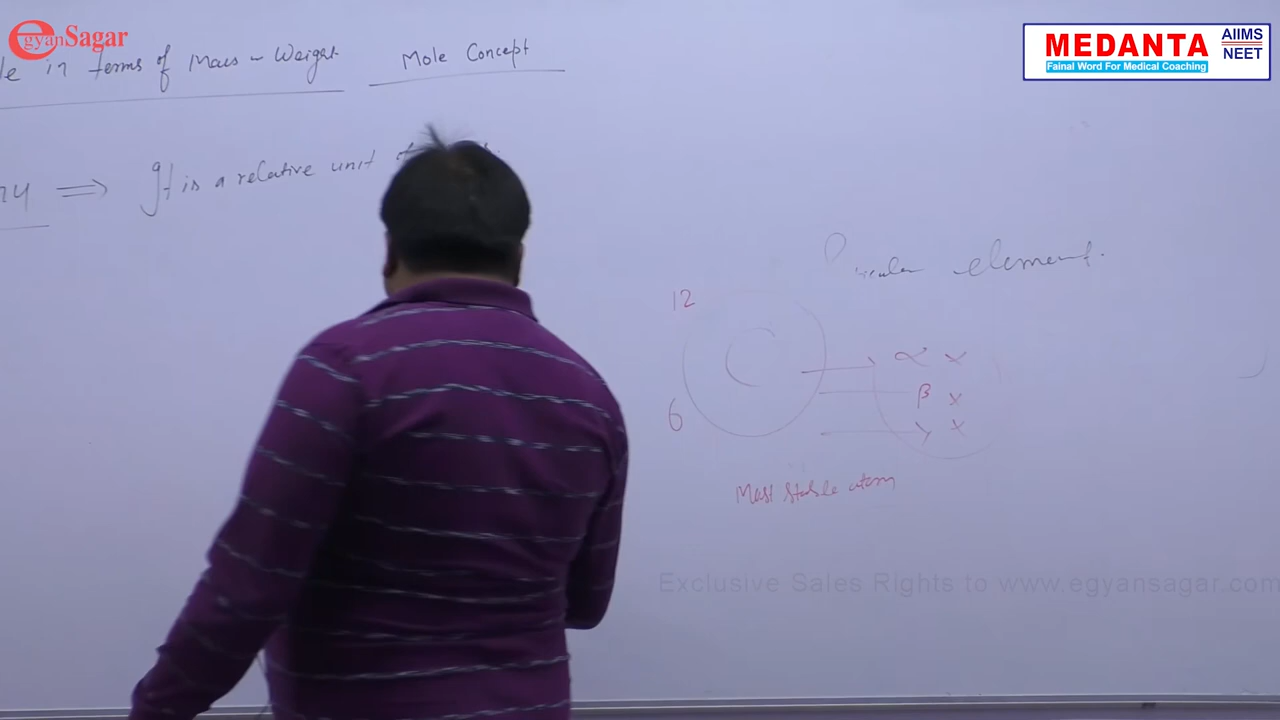 egyanSagar
MEDANTA AIIMS NEET
Fainal Word For Medical Coaching
in terms of Mass - Weight Mole Concept
⇒ It is a relative unit
element.
12
C
6
α ×
β ×
γ ×
Most stable atom
Exclusive Sales Rights to www.egyansagar.com